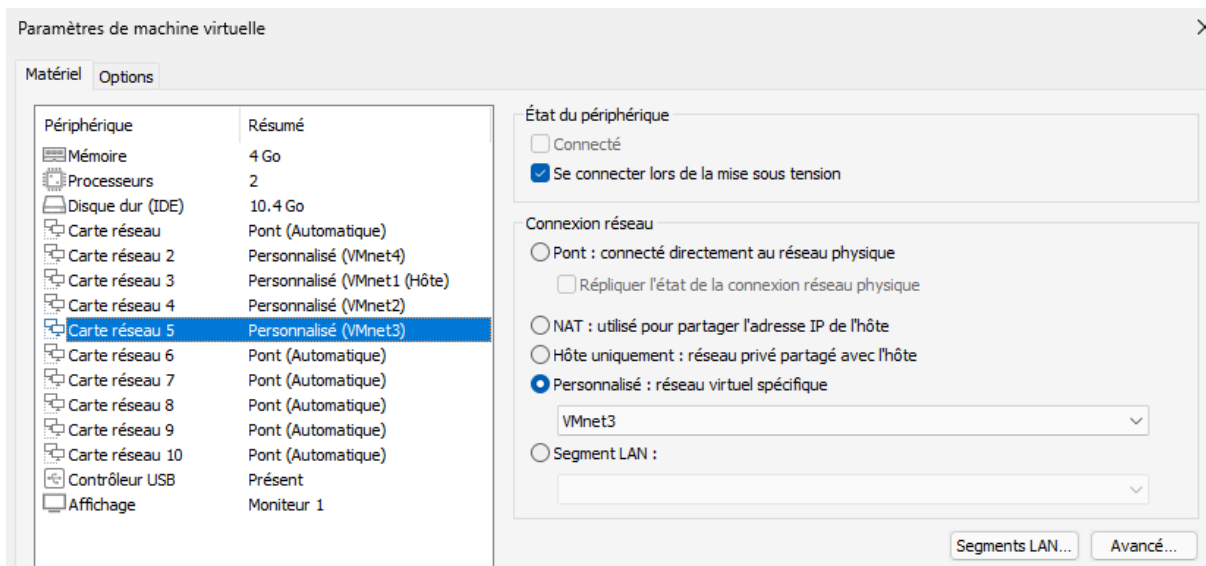 Paramètres de machine virtuelle
Matériel Options
Périphérique Résumé
Mémoire 4 Go
Processeurs 2
Disque dur (IDE) 10.4 Go
Carte réseau Pont (Automatique)
Carte réseau 2 Personnalisé (VMnet4)
Carte réseau 3 Personnalisé (VMnet1 (Hôte)
Carte réseau 4 Personnalisé (VMnet2)
Carte réseau 5 Personnalisé (VMnet3)
Carte réseau 6 Pont (Automatique)
Carte réseau 7 Pont (Automatique)
Carte réseau 8 Pont (Automatique)
Carte réseau 9 Pont (Automatique)
Carte réseau 10 Pont (Automatique)
Contrôleur USB Présent
Affichage Moniteur 1
État du périphérique
Connecté
Se connecter lors de la mise sous tension
Connexion réseau
Pont : connecté directement au réseau physique
Répliquer l'état de la connexion réseau physique
NAT : utilisé pour partager l'adresse IP de l'hôte
Hôte uniquement : réseau privé partagé avec l'hôte
Personnalisé : réseau virtuel spécifique
VMnet3
Segment LAN :
Segments LAN... Avancé...